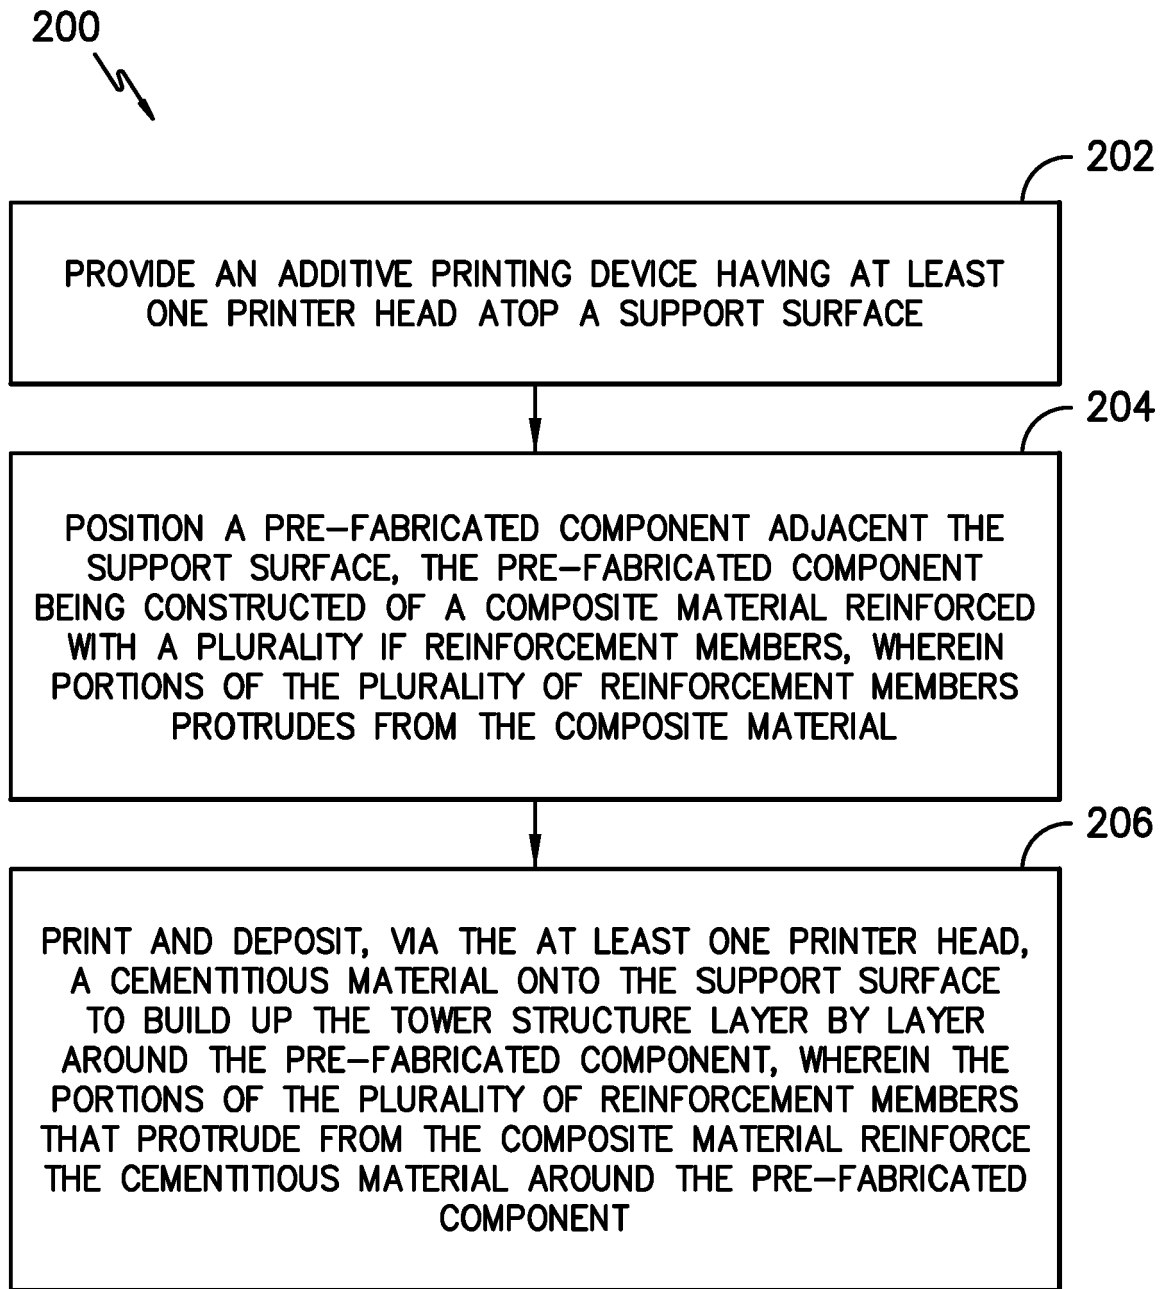 200
202
PROVIDE AN ADDITIVE PRINTING DEVICE HAVING AT LEAST
ONE PRINTER HEAD ATOP A SUPPORT SURFACE
204
POSITION A PRE-FABRICATED COMPONENT ADJACENT THE
SUPPORT SURFACE, THE PRE-FABRICATED COMPONENT
BEING CONSTRUCTED OF A COMPOSITE MATERIAL REINFORCED
WITH A PLURALITY IF REINFORCEMENT MEMBERS, WHEREIN
PORTIONS OF THE PLURALITY OF REINFORCEMENT MEMBERS
PROTRUDES FROM THE COMPOSITE MATERIAL
206
PRINT AND DEPOSIT, VIA THE AT LEAST ONE PRINTER HEAD,
A CEMENTITIOUS MATERIAL ONTO THE SUPPORT SURFACE
TO BUILD UP THE TOWER STRUCTURE LAYER BY LAYER
AROUND THE PRE-FABRICATED COMPONENT, WHEREIN THE
PORTIONS OF THE PLURALITY OF REINFORCEMENT MEMBERS
THAT PROTRUDE FROM THE COMPOSITE MATERIAL REINFORCE
THE CEMENTITIOUS MATERIAL AROUND THE PRE-FABRICATED
COMPONENT